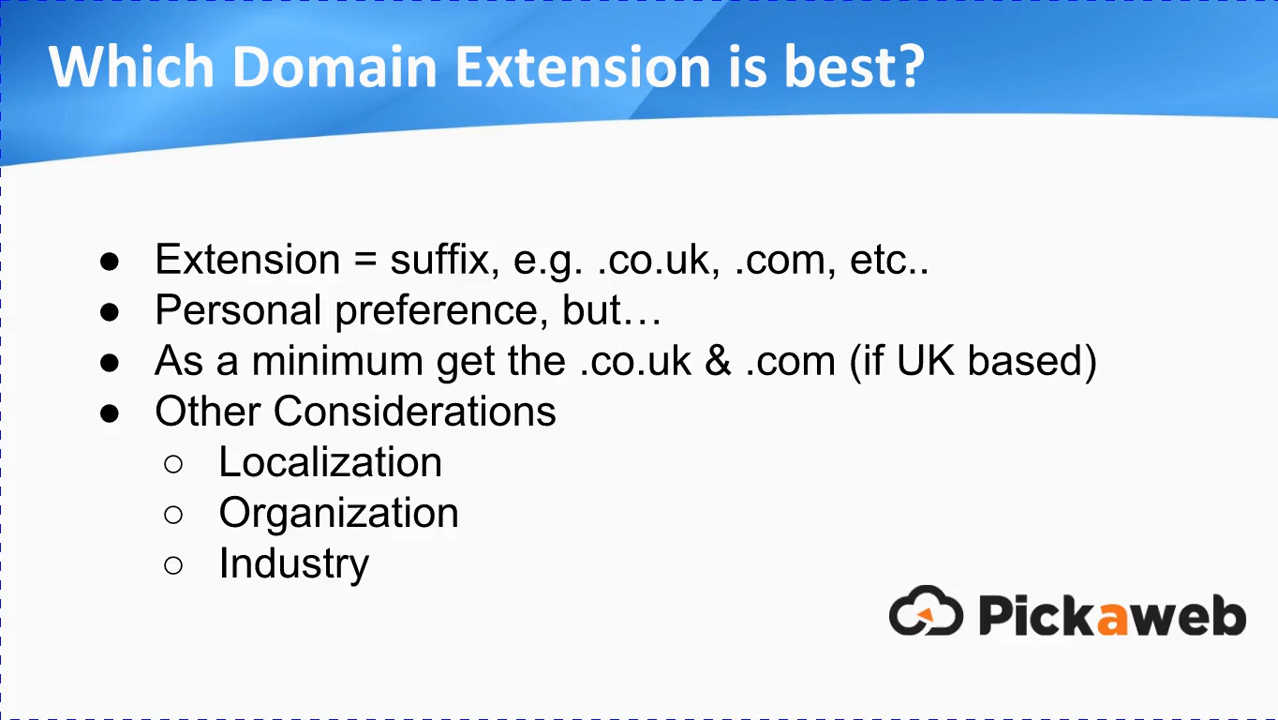 Which Domain Extension is best?
● Extension = suffix, e.g. .co.uk, .com, etc..
● Personal preference, but…
● As a minimum get the .co.uk & .com (if UK based)
● Other Considerations
○ Localization
○ Organization
○ Industry
Pickaweb